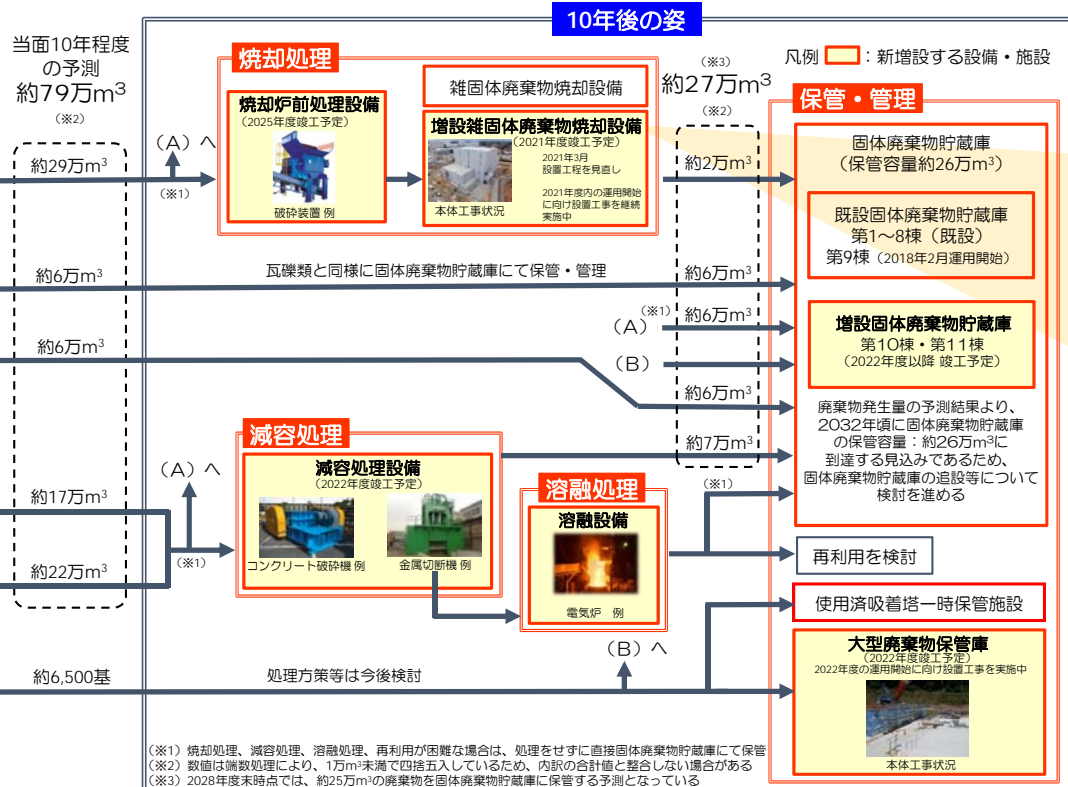 10年後の姿
当面10年程度
の予測
約79万m³
(※2)
約29万m³
約6万m³
約6万m³
約17万m³
約22万m³
約6,500基
(A) へ
(※1)
焼却処理
焼却炉前処理設備
(2025年度竣工予定)
破砕装置 例
雑固体廃棄物焼却設備
増設雑固体廃棄物焼却設備
(2021年度竣工予定)
2021年3月
設置工程を見直し
2021年度内の運用開始
に向け設置工事を継続
実施中
本体工事状況
瓦礫類と同様に固体廃棄物貯蔵庫にて保管・管理
(※3)
約27万m³
(※2)
約2万m³
約6万m³
(A)
(※1)
約6万m³
(B)
約6万m³
約7万m³
(※1)
(A) へ
(※1)
減容処理
減容処理設備
(2022年度竣工予定)
コンクリート破砕機 例
金属切断機 例
溶融処理
溶融設備
電気炉 例
(B) へ
処理方策等は今後検討
凡例
：新増設する設備・施設
保管・管理
固体廃棄物貯蔵庫
(保管容量約26万m³)
既設固体廃棄物貯蔵庫
第1～8棟（既設）
第9棟（2018年2月運用開始）
増設固体廃棄物貯蔵庫
第10棟・第11棟
(2022年度以降 竣工予定)
廃棄物発生量の予測結果より、
2032年頃に固体廃棄物貯蔵庫
の保管容量：約26万m³に
到達する見込みであるため、
固体廃棄物貯蔵庫の追設等について
検討を進める
再利用を検討
使用済吸着塔一時保管施設
大型廃棄物保管庫
(2022年度竣工予定)
2022年度の運用開始に向け設置工事を実施中
本体工事状況
(※1) 焼却処理、減容処理、溶融処理、再利用が困難な場合は、処理をせずに直接固体廃棄物貯蔵庫にて保管
(※2) 数値は端数処理により、1万m³未満で四捨五入しているため、内訳の合計値と整合しない場合がある
(※3) 2028年度末時点では、約25万m³の廃棄物を固体廃棄物貯蔵庫に保管する予測となっている